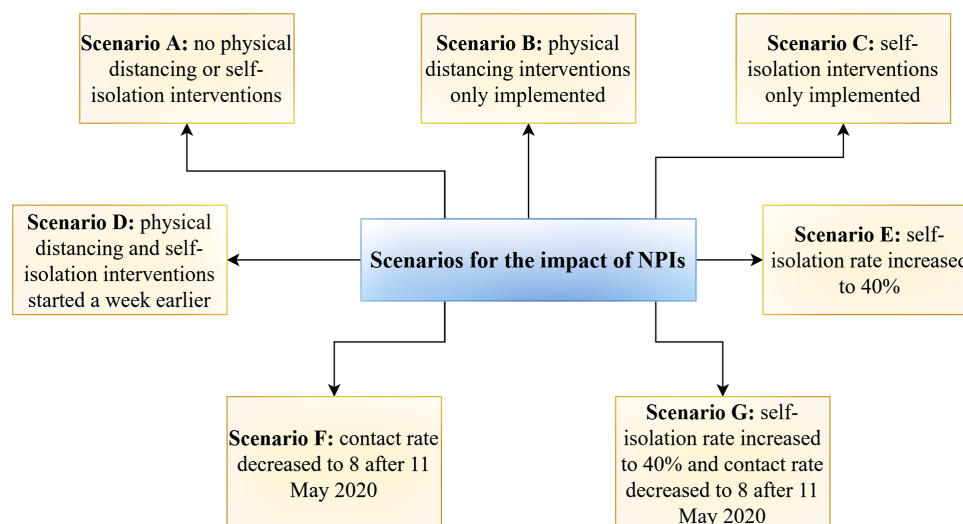 Scenario A: no physical
distancing or self-
isolation interventions
Scenario B: physical
distancing interventions
only implemented
Scenario C: self-
isolation interventions
only implemented
Scenario D: physical
distancing and self-
isolation interventions
started a week earlier
Scenarios for the impact of NPIs
Scenario E: self-
isolation rate increased
to 40%
Scenario F: contact rate
decreased to 8 after 11
May 2020
Scenario G: self-
isolation rate increased
to 40% and contact rate
decreased to 8 after 11
May 2020